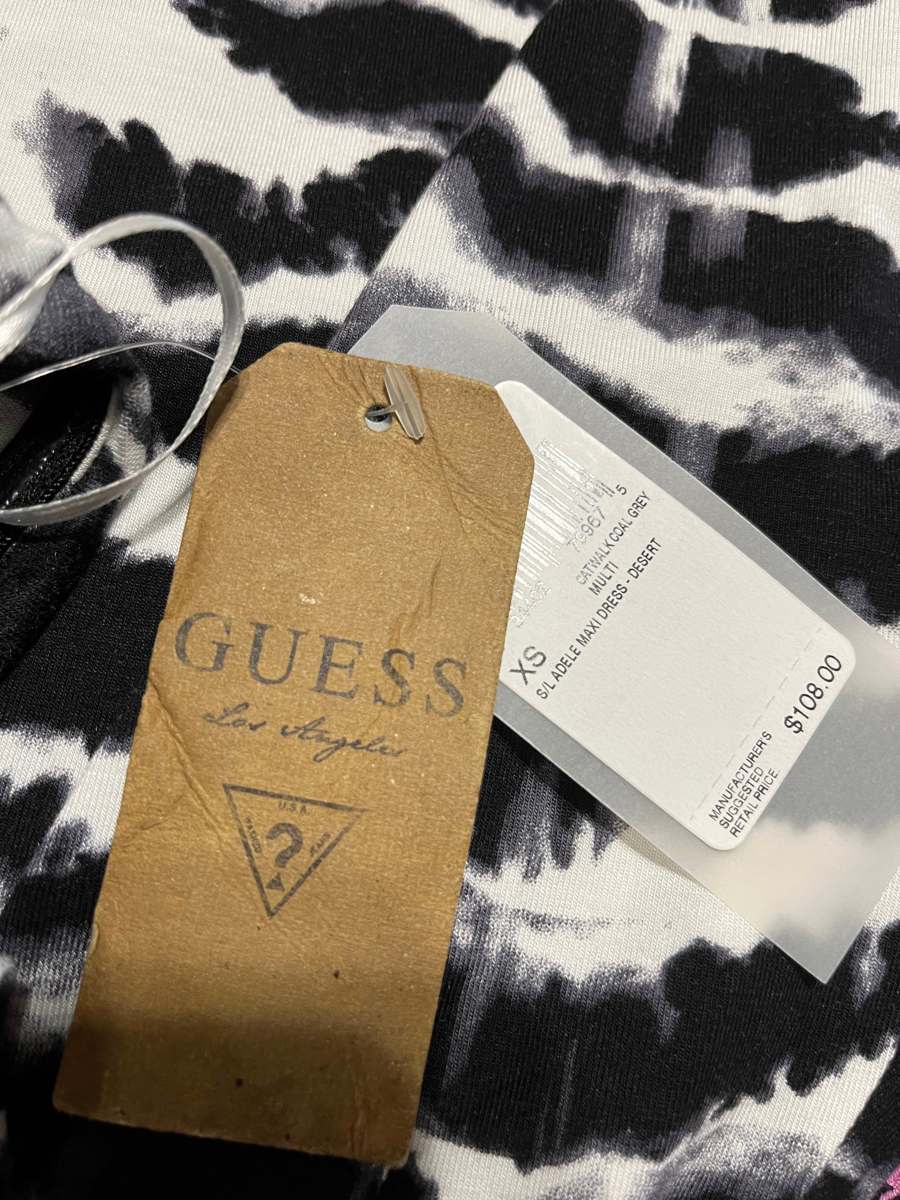 GUESS
Los Angeles
U.S.A
?
5
CATWALK COAL GREY
MULTI
XS
S/L ADELE MAXI DRESS - DESERT
$108.00
MANUFACTURER'S
SUGGESTED
RETAIL PRICE